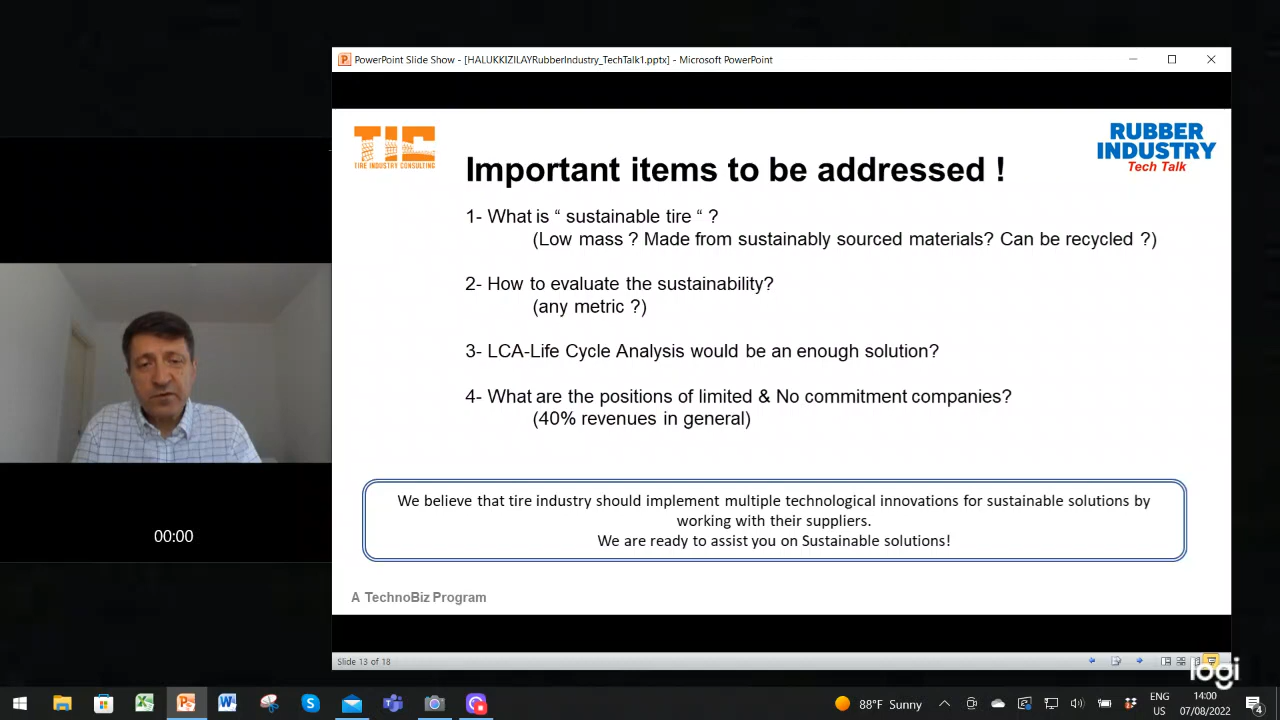 PowerPoint Slide Show - [HALUKKIZILAYRubberIndustry_TechTalk1.pptx] - Microsoft PowerPoint
TIC
TIRE INDUSTRY CONSULTING
RUBBER
INDUSTRY
Tech Talk
Important items to be addressed !
1- What is “ sustainable tire “ ?
(Low mass ? Made from sustainably sourced materials? Can be recycled ?)
2- How to evaluate the sustainability?
(any metric ?)
3- LCA-Life Cycle Analysis would be an enough solution?
4- What are the positions of limited & No commitment companies?
(40% revenues in general)
We believe that tire industry should implement multiple technological innovations for sustainable solutions by
working with their suppliers.
We are ready to assist you on Sustainable solutions!
00:00
A TechnoBiz Program
Slide 13 of 18
logi
88°F Sunny
ENG
US
14:00
07/08/2022
4